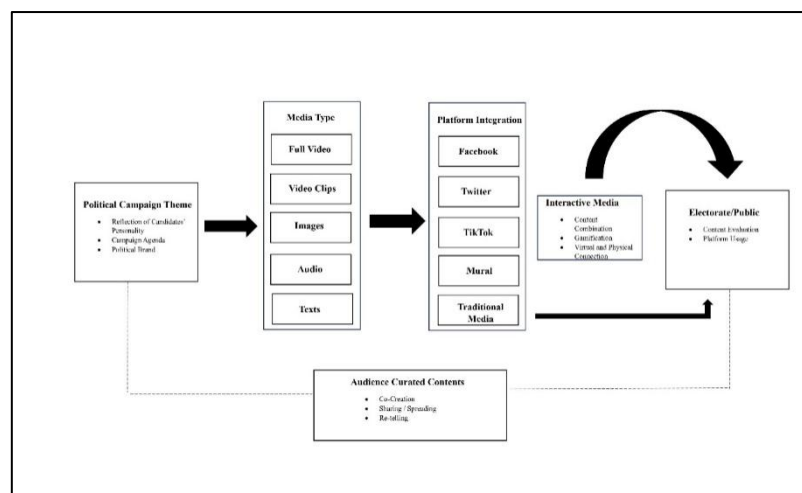 Political Campaign Theme
Reflection of Candidates'
Personality
Campaign Agenda
Political Brand
Media Type
Full Video
Video Clips
Images
Audio
Texts
Platform Integration
Facebook
Twitter
TikTok
Mural
Traditional
Media
Interactive Media
Content
Combination
Gamification
Virtual and Physical
Connection
Electorate/Public
Content Evaluation
Platform Usage
Audience Curated Contents
Co-Creation
Sharing / Spreading
Re-telling